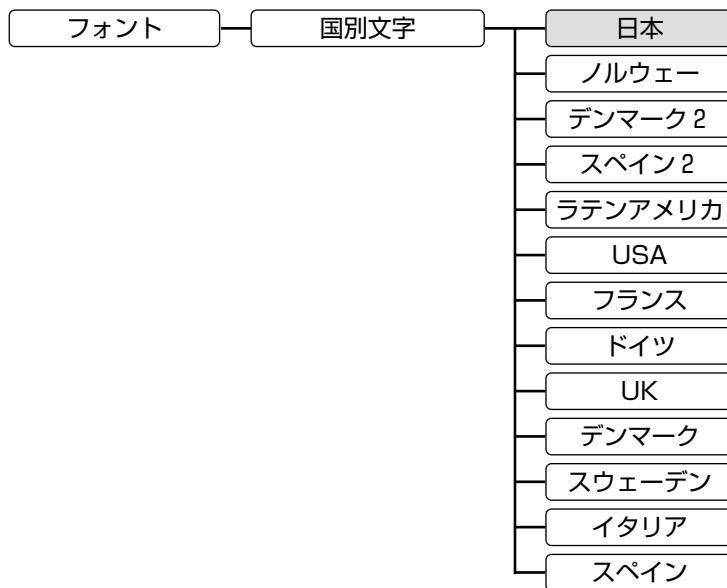 フォント 国別文字 日本
ノルウェー
デンマーク 2
スペイン 2
ラテンアメリカ
USA
フランス
ドイツ
UK
デンマーク
スウェーデン
イタリア
スペイン